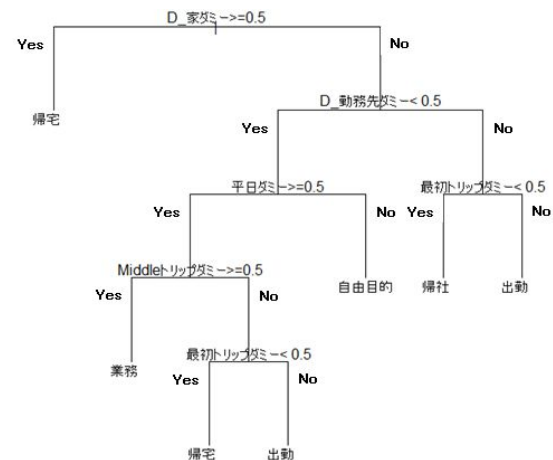 D_家ダミー>=0.5
Yes
No
帰宅
D_勤務先ダミー< 0.5
Yes
No
平日ダミー>=0.5
最初トリップダミー< 0.5
Yes
No
Yes
No
Middleトリップダミー>=0.5
自由目的
帰社
出勤
Yes
No
業務
最初トリップダミー< 0.5
Yes
No
帰宅
出勤